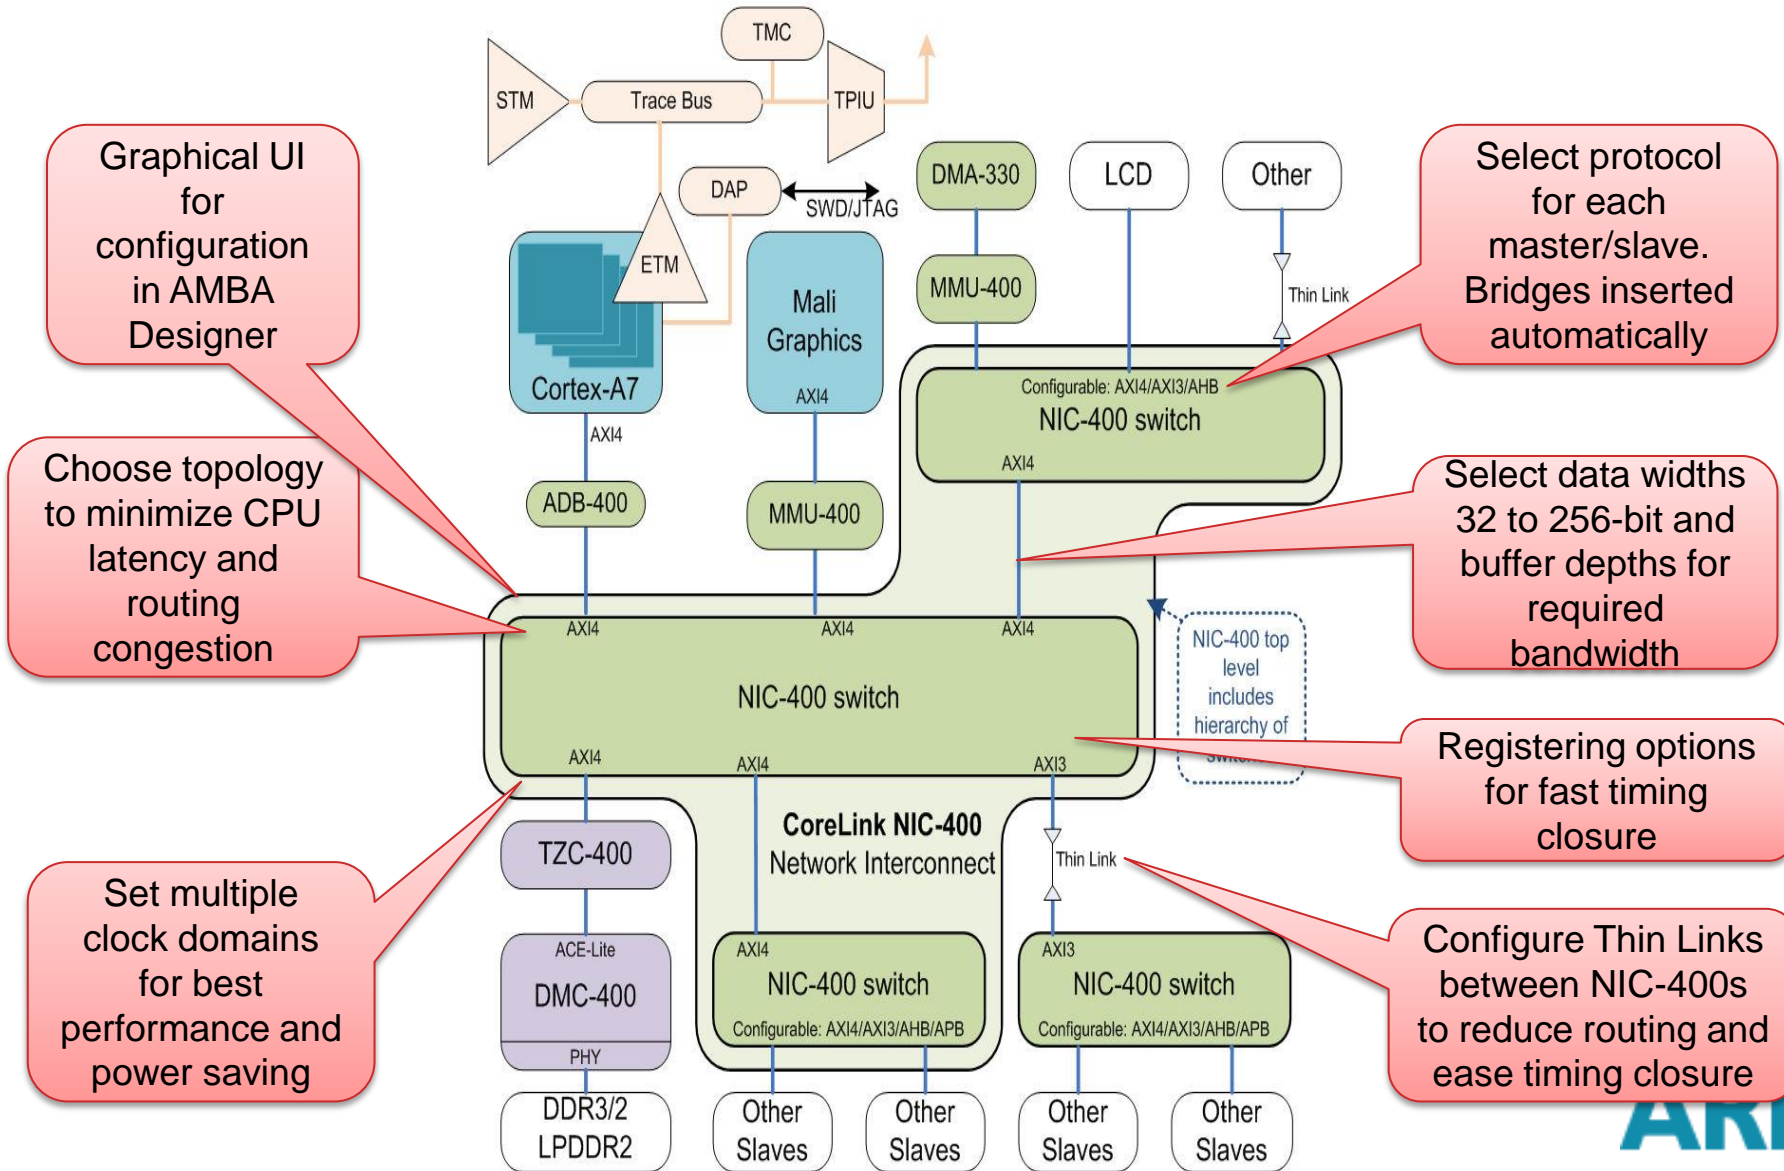 TMC
STM
Trace Bus
TPIU
Graphical UI
for
configuration
in AMBA
Designer
DAP
SWD/JTAG
ETM
Cortex-A7
AXI4
Mali
Graphics
AXI4
DMA-330
MMU-400
LCD
Other
Thin Link
Select protocol
for each
master/slave.
Bridges inserted
automatically
Configurable: AXI4/AXI3/AHB
NIC-400 switch
AXI4
Choose topology
to minimize CPU
latency and
routing
congestion
ADB-400
MMU-400
Select data widths
32 to 256-bit and
buffer depths for
required
bandwidth
AXI4
AXI4
AXI4
NIC-400 switch
AXI4
AXI4
AXI3
NIC-400 top
level
includes
hierarchy of
Registering options
for fast timing
closure
CoreLink NIC-400
Network Interconnect
Thin Link
Set multiple
clock domains
for best
performance and
power saving
TZC-400
ACE-Lite
DMC-400
PHY
DDR3/2
LPDDR2
AXI4
NIC-400 switch
Configurable: AXI4/AXI3/AHB/APB
Other
Slaves
Other
Slaves
AXI3
NIC-400 switch
Configurable: AXI4/AXI3/AHB/APB
Other
Slaves
Other
Slaves
Configure Thin Links
between NIC-400s
to reduce routing and
ease timing closure